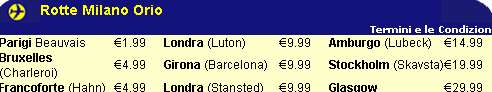 Rotte Milano Orio
Termini e le Condizion
Parigi Beauvais €1.99 Londra (Luton) €9.99 Amburgo (Lubeck) €14.99
Bruxelles (Charleroi) €4.99 Girona (Barcelona) €9.99 Stockholm (Skavsta) €19.99
Francoforte (Hahn) €4.99 Londra (Stansted) €9.99 Glasgow €29.99